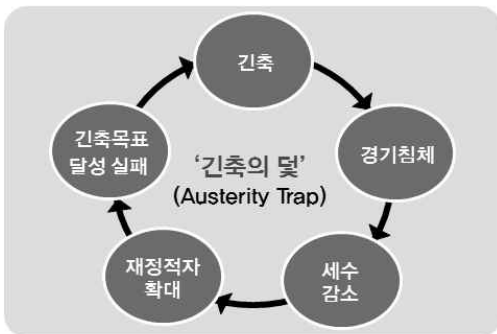 긴축
경기침체
세수
감소
재정적자
확대
긴축목표
달성 실패
‘긴축의 덫’
(Austerity Trap)